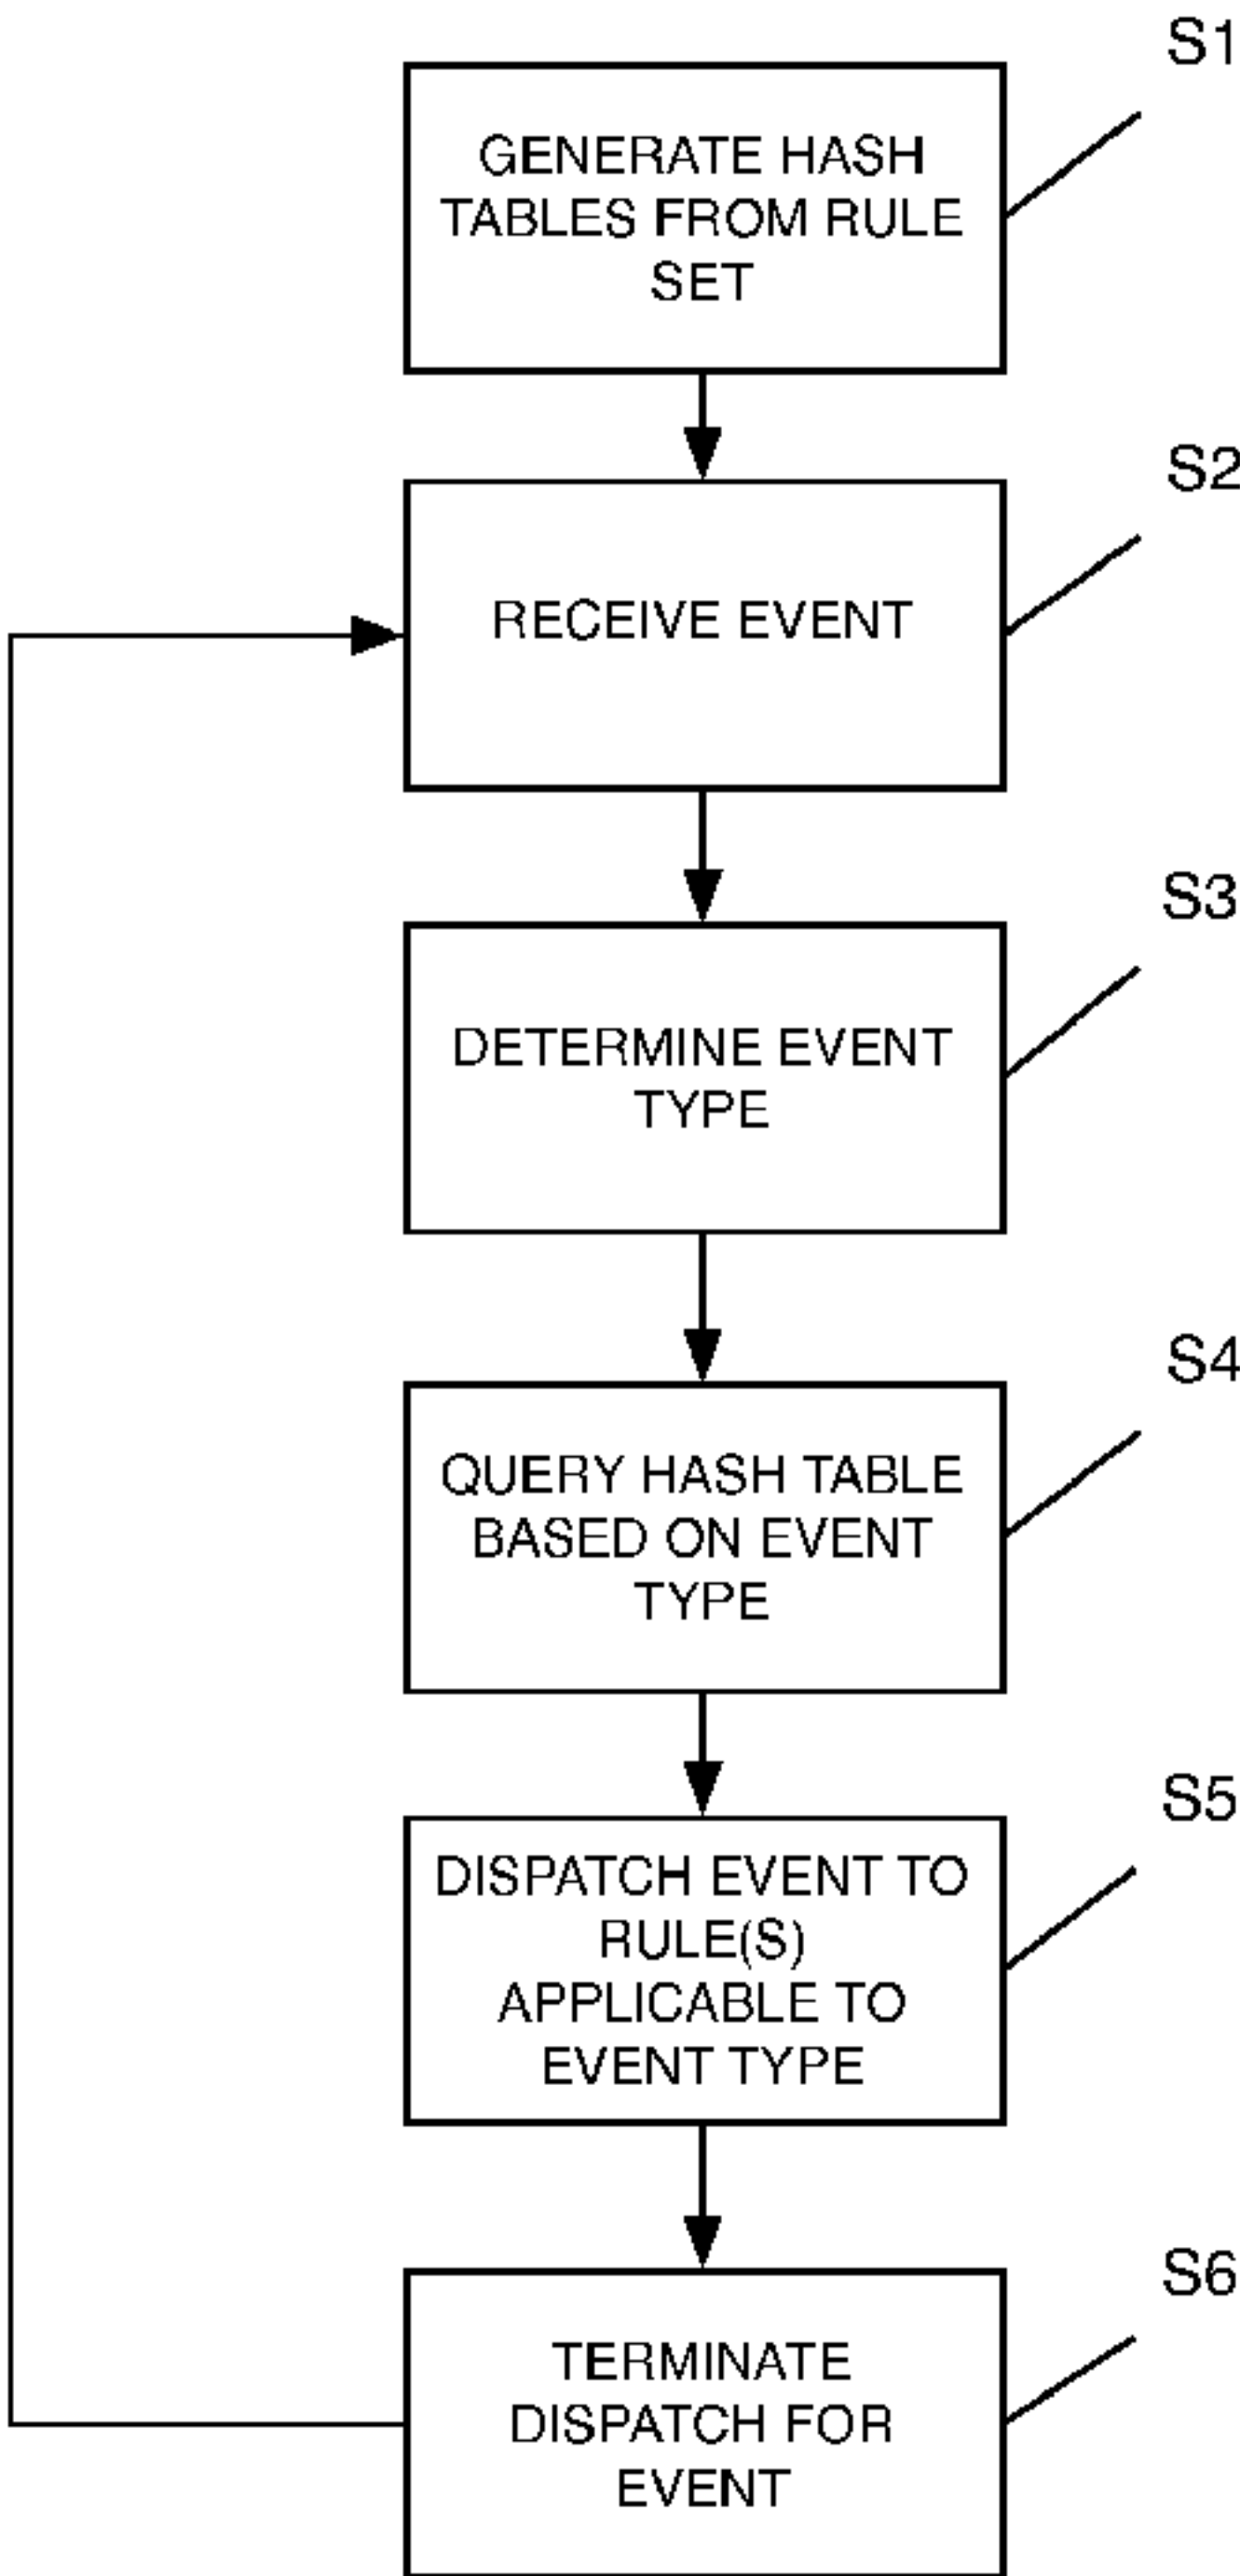 S1
GENERATE HASH
TABLES FROM RULE
SET
S2
RECEIVE EVENT
S3
DETERMINE EVENT
TYPE
S4
QUERY HASH TABLE
BASED ON EVENT
TYPE
S5
DISPATCH EVENT TO
RULE(S)
APPLICABLE TO
EVENT TYPE
S6
TERMINATE
DISPATCH FOR
EVENT